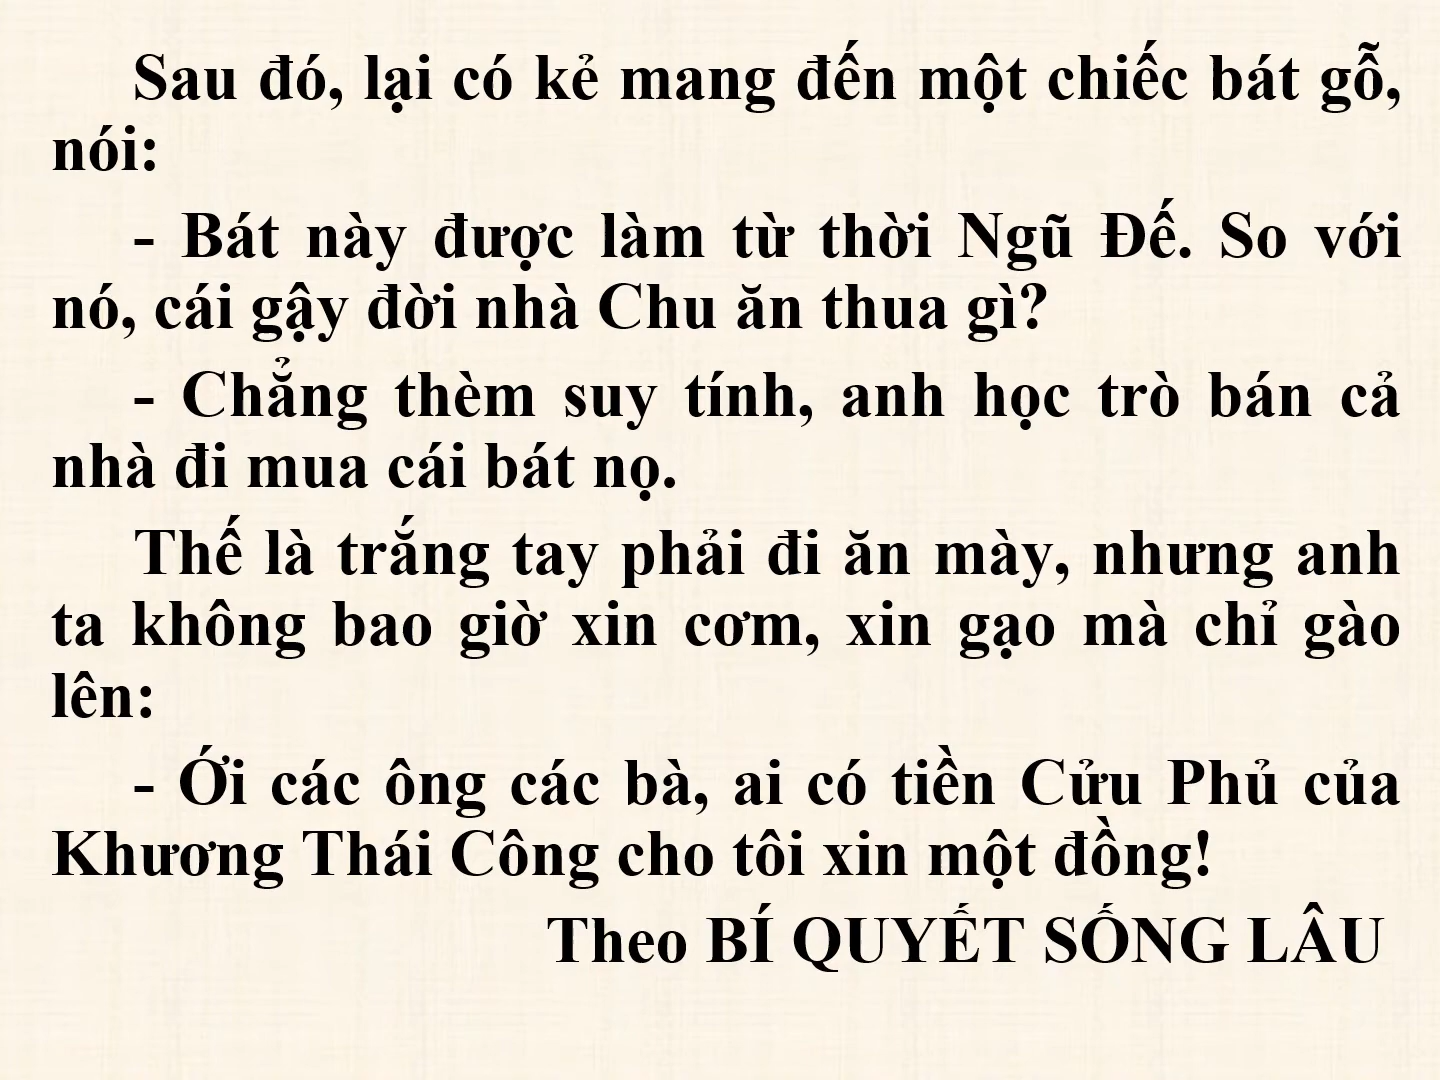 Sau đó, lại có kẻ mang đến một chiếc bát gỗ,
nói:
- Bát này được làm từ thời Ngũ Đế. So với
nó, cái gậy đời nhà Chu ăn thua gì?
- Chẳng thèm suy tính, anh học trò bán cả
nhà đi mua cái bát nọ.
Thế là trắng tay phải đi ăn mày, nhưng anh
ta không bao giờ xin cơm, xin gạo mà chỉ gào
lên:
- Ới các ông các bà, ai có tiền Cửu Phủ của
Khương Thái Công cho tôi xin một đồng!
Theo BÍ QUYẾT SỐNG LÂU